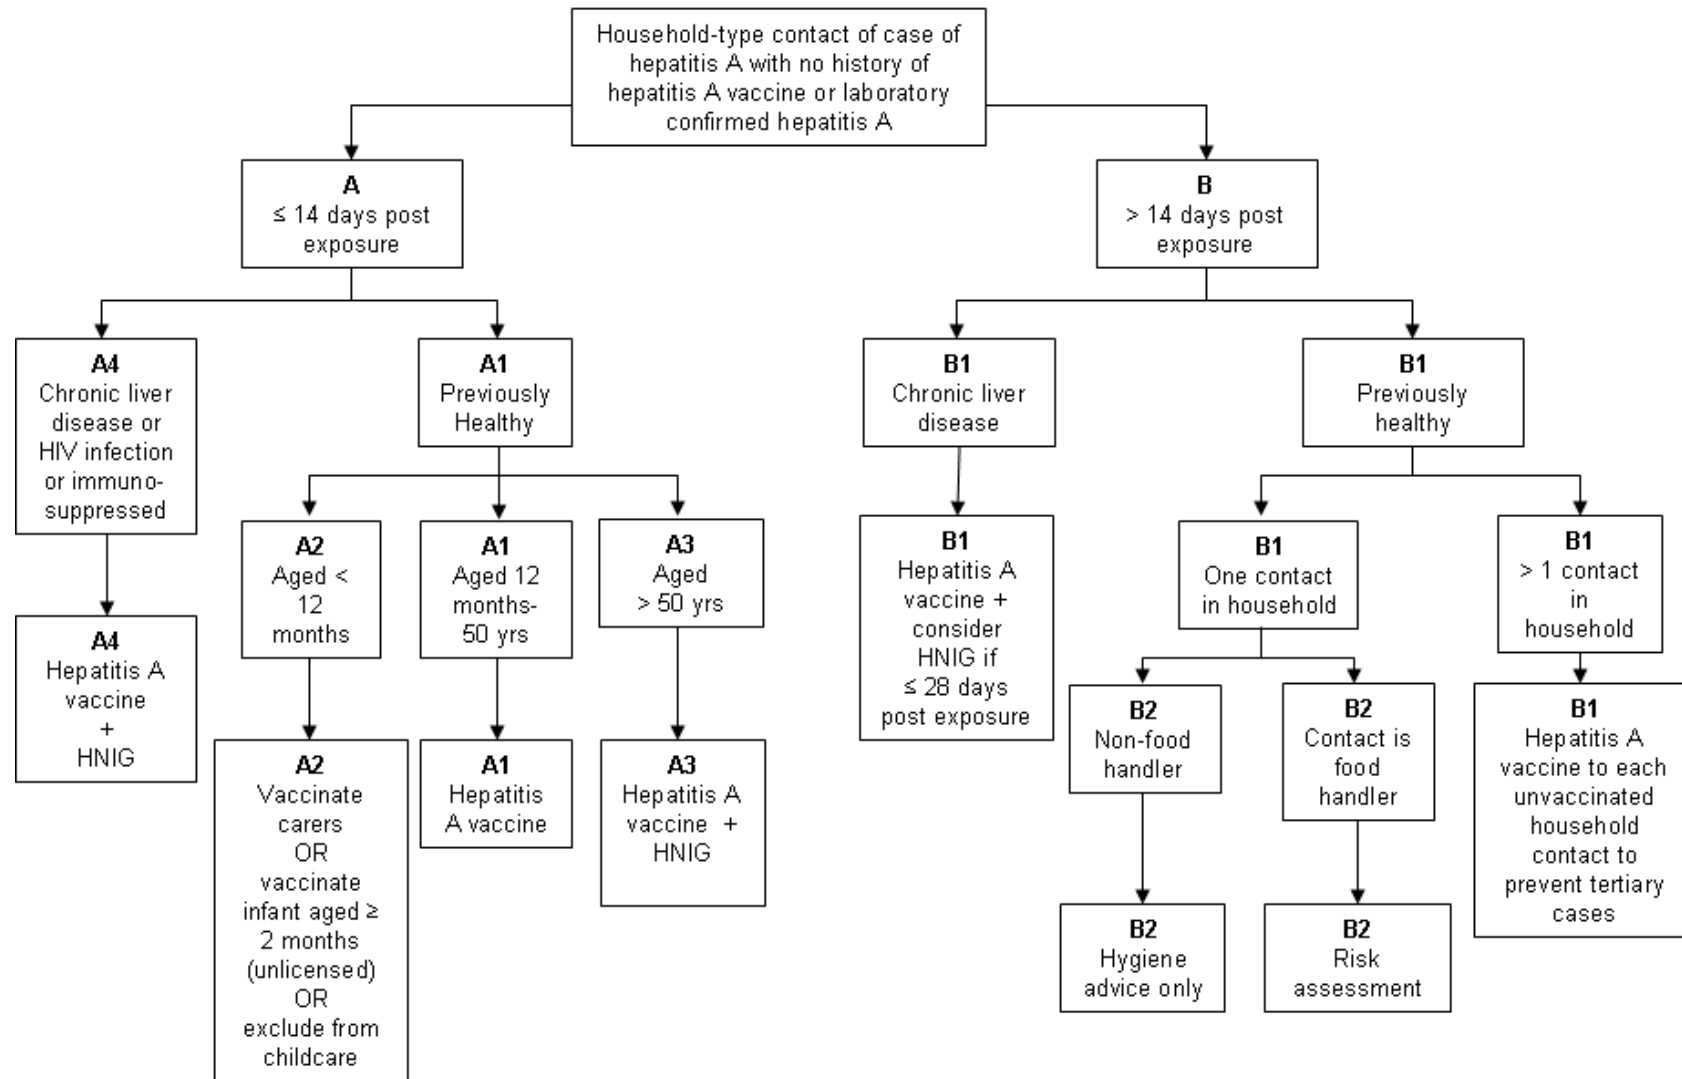 Household-type contact of case of
hepatitis A with no history of
hepatitis A vaccine or laboratory
confirmed hepatitis A
A
≤ 14 days post
exposure
B
> 14 days post
exposure
A4
Chronic liver
disease or
HIV infection
or immuno-
suppressed
A1
Previously
Healthy
B1
Chronic liver
disease
B1
Previously
healthy
A2
Aged <
12
months
A1
Aged 12
months-
50 yrs
A3
Aged
> 50 yrs
B1
Hepatitis A
vaccine +
consider
HNIG if
≤ 28 days
post exposure
B1
One contact
in household
B1
> 1 contact
in
household
A4
Hepatitis A
vaccine
+
HNIG
B2
Non-food
handler
B2
Contact is
food
handler
B1
Hepatitis A
vaccine to each
unvaccinated
household
contact to
prevent tertiary
cases
A2
Vaccinate
carers
OR
vaccinate
infant aged ≥
2 months
(unlicensed)
OR
exclude from
childcare
A1
Hepatitis
A vaccine
A3
Hepatitis A
vaccine +
HNIG
B2
Hygiene
advice only
B2
Risk
assessment